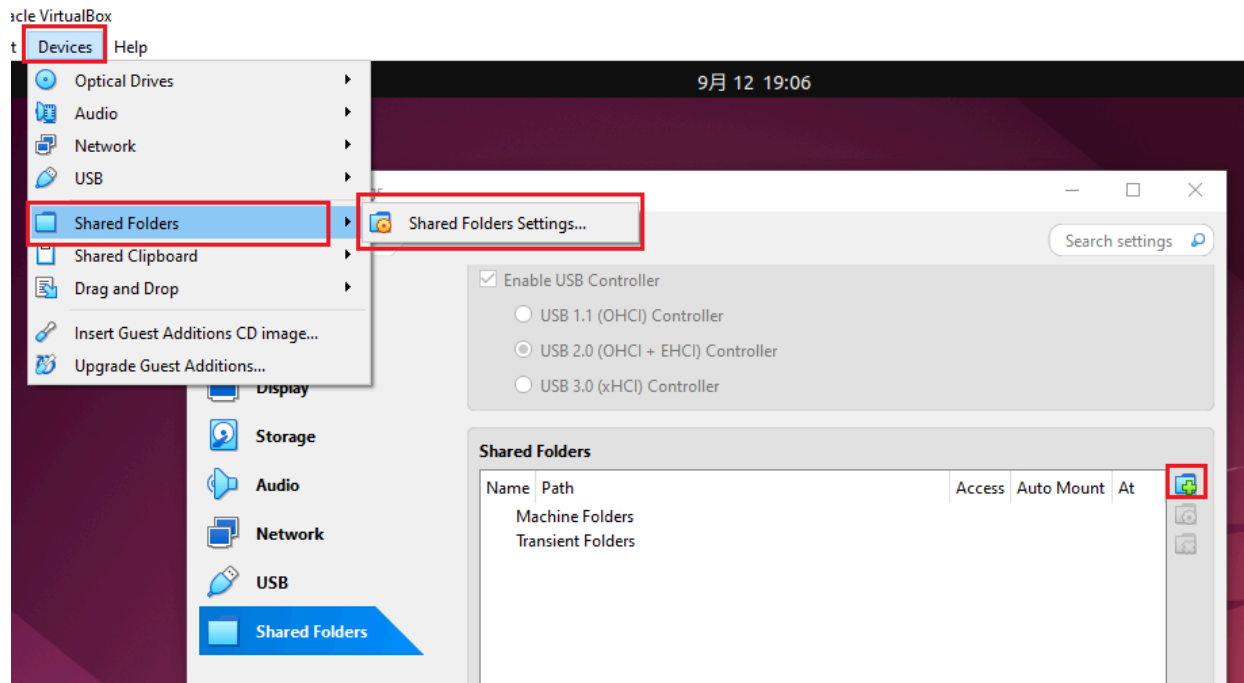 acle VirtualBox
t Devices Help
Optical Drives
Audio
Network
USB
Shared Folders
Shared Clipboard
Drag and Drop
Insert Guest Additions CD image...
Upgrade Guest Additions...
Shared Folders Settings...
9月 12 19:06
Search settings
Enable USB Controller
USB 1.1 (OHCI) Controller
USB 2.0 (OHCI + EHCI) Controller
USB 3.0 (xHCI) Controller
Display
Storage
Audio
Network
USB
Shared Folders
Shared Folders
Name Path Access Auto Mount At
Machine Folders
Transient Folders